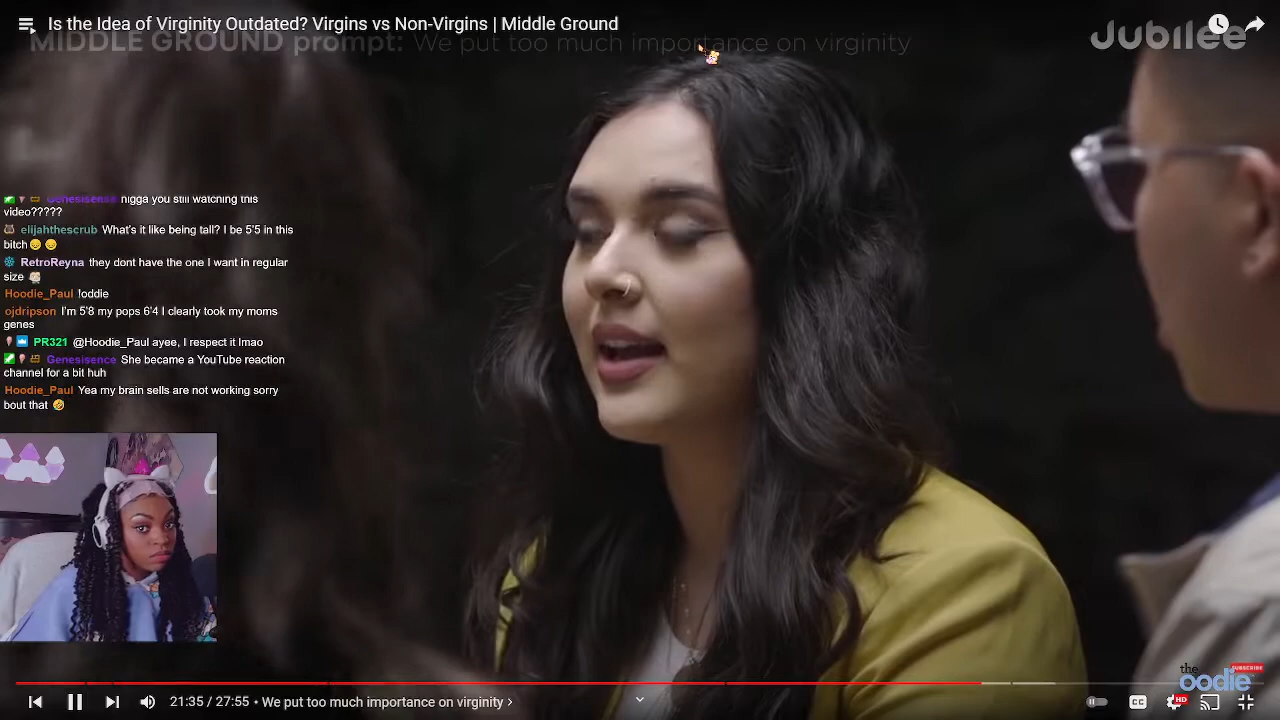 Is the Idea of Virginity Outdated? Virgins vs Non-Virgins | Middle Ground
MIDDLE GROUND prompt: We put too much importance on virginity
Jubilee
Genesisence nigga you still watching this
video?????
elijahthescrub What's it like being tall? I be 5'5 in this
bitch😞😞
RetroReyna they dont have the one I want in regular
size
Hoodie_Paul !oddie
ojdripson I'm 5'8 my pops 6'4 I clearly took my moms
genes
PR321 @Hoodie_Paul ayee, I respect it lmao
Genesisence She became a YouTube reaction
channel for a bit huh
Hoodie_Paul Yea my brain sells are not working sorry
bout that 🤣
the
oodie
SUBSCRIBE
21:35 / 27:55 • We put too much importance on virginity
CC
HD